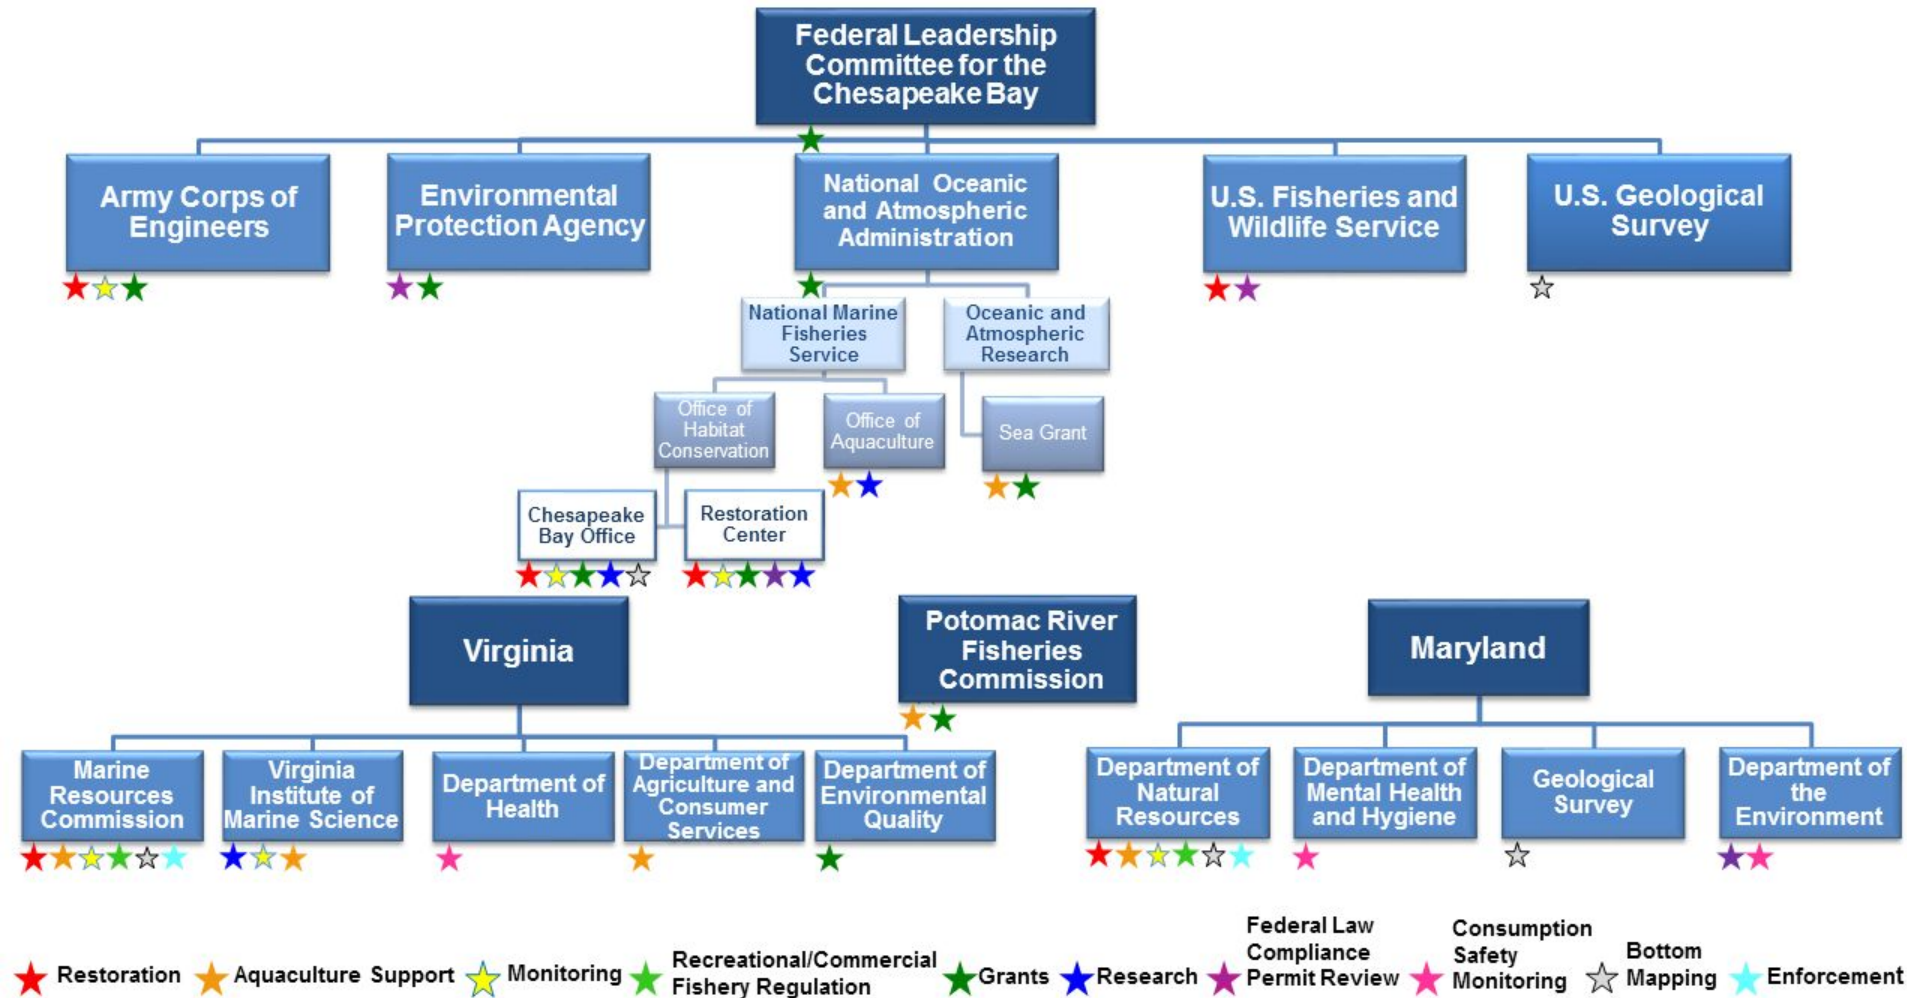 Federal Leadership
Committee for the
Chesapeake Bay
Army Corps of
Engineers
Environmental
Protection Agency
National Oceanic
and Atmospheric
Administration
U.S. Fisheries and
Wildlife Service
U.S. Geological
Survey
National Marine
Fisheries
Service
Oceanic and
Atmospheric
Research
Office of
Habitat
Conservation
Office of
Aquaculture
Sea Grant
Chesapeake
Bay Office
Restoration
Center
Virginia
Potomac River
Fisheries
Commission
Maryland
Marine
Resources
Commission
Virginia
Institute of
Marine Science
Department of
Health
Department of
Agriculture and
Consumer
Services
Department of
Environmental
Quality
Department of
Natural
Resources
Department of
Mental Health
and Hygiene
Geological
Survey
Department of
the
Environment
Restoration
Aquaculture Support
Monitoring
Recreational/Commercial
Fishery Regulation
Grants
Research
Federal Law
Compliance
Permit Review
Consumption
Safety
Monitoring
Bottom
Mapping
Enforcement